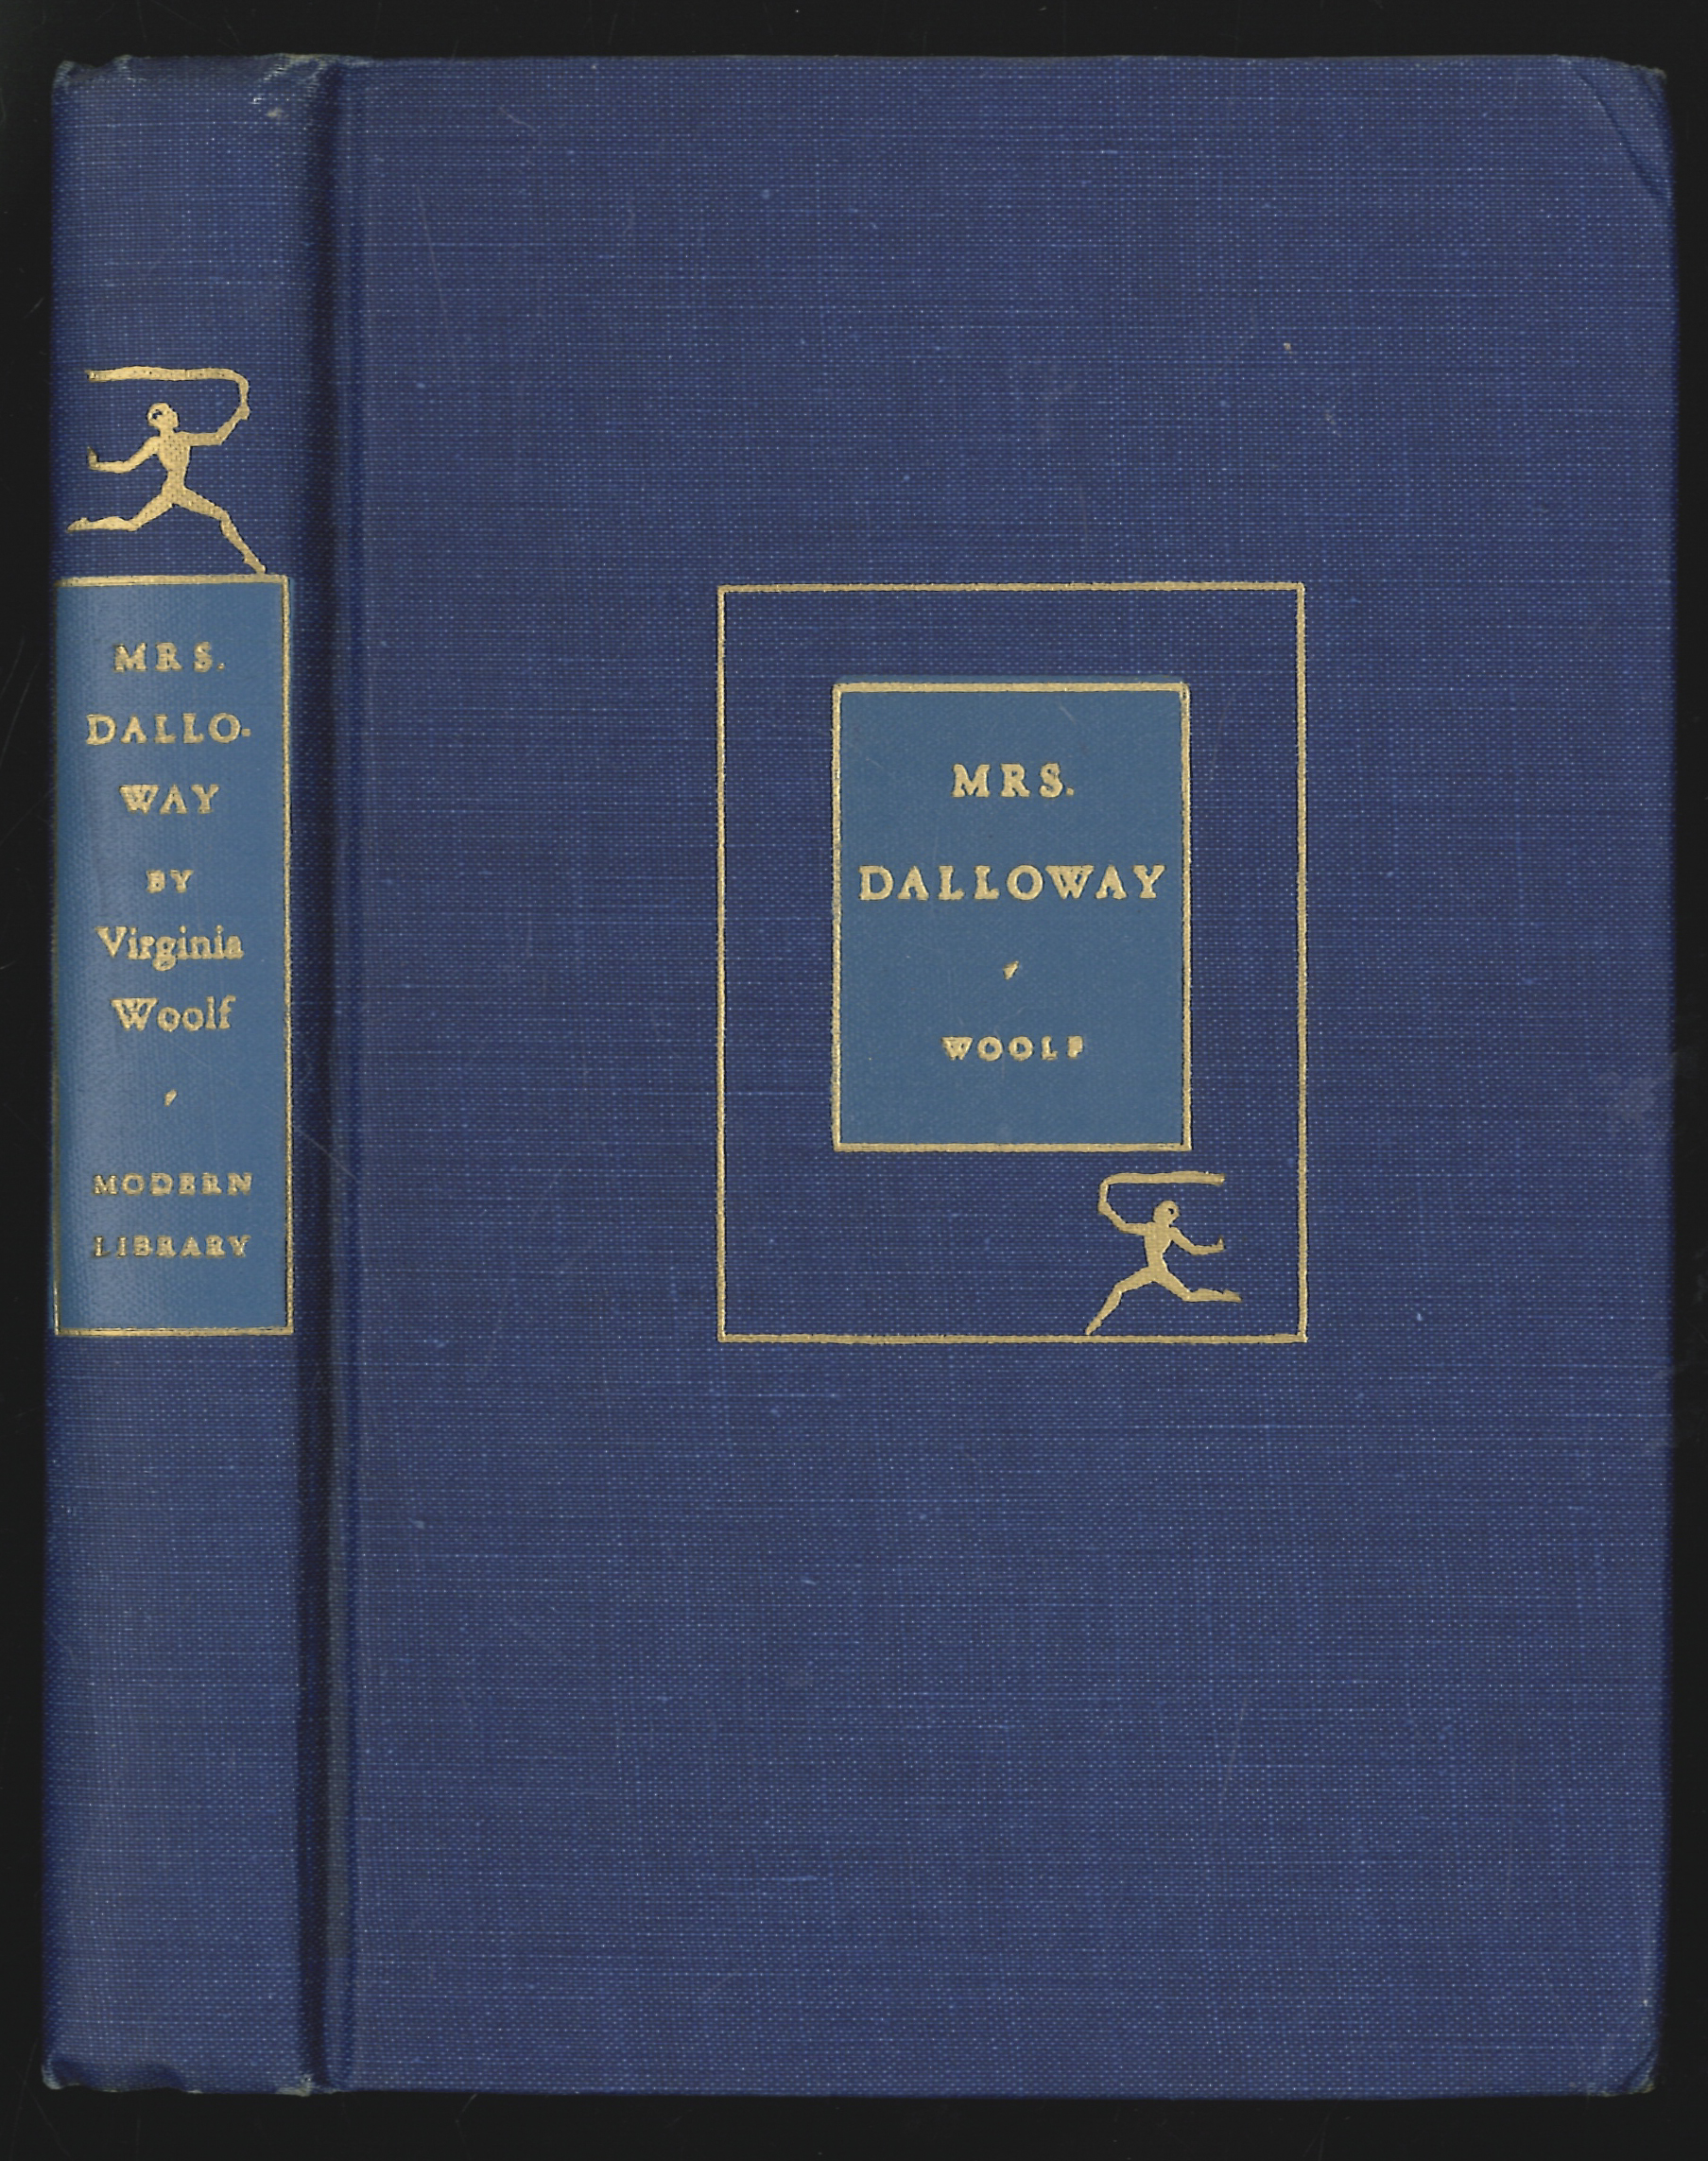 MRS.
DALLO-
WAY
BY
Virginia
Woolf
MODERN
LIBRARY
MRS.
DALLOWAY
WOOLF